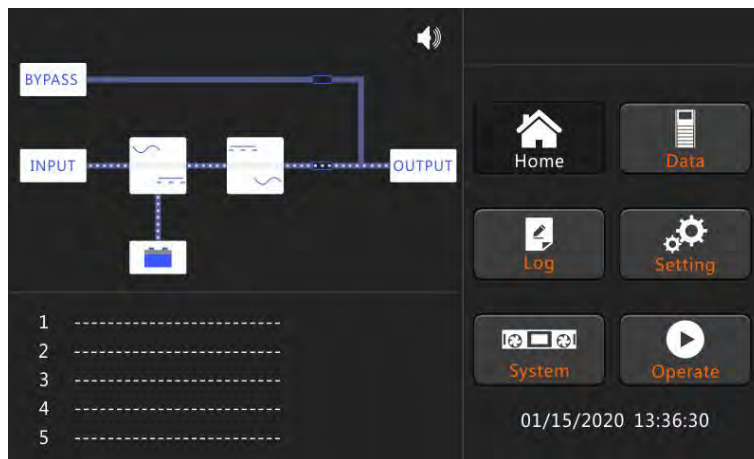 BYPASS
INPUT
OUTPUT
1 -----------------------------
2 -----------------------------
3 -----------------------------
4 -----------------------------
5 -----------------------------
Home
Data
Log
Setting
System
Operate
01/15/2020 13:36:30